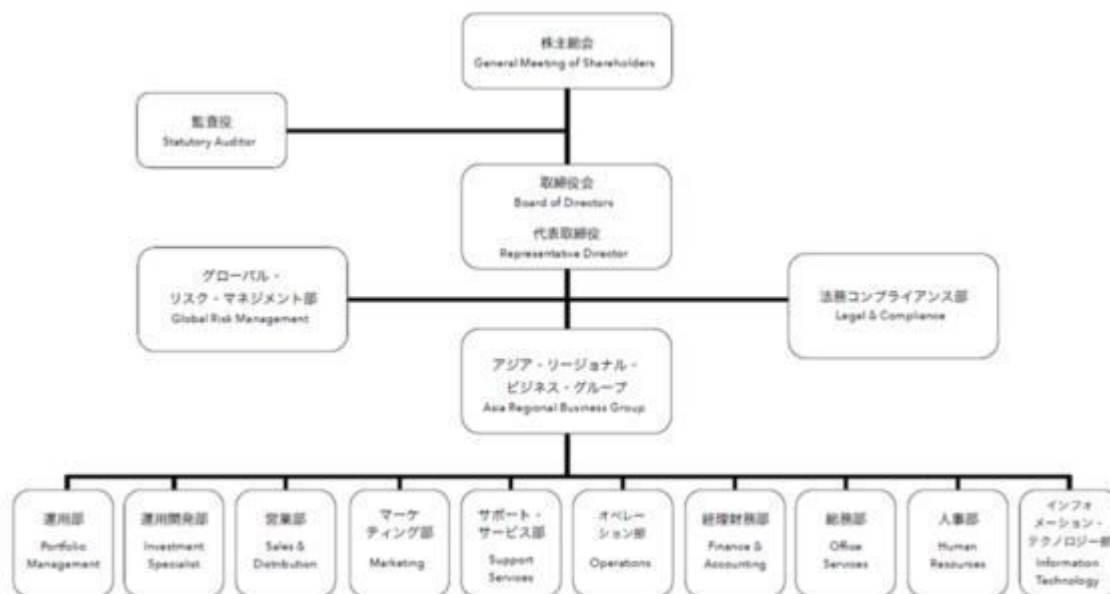 株主総会
General Meeting of Shareholders
監査役
Statutory Auditor
取締役会
Board of Directors
代表取締役
Representative Director
グローバル・
リスク・マネジメント部
Global Risk Management
法務コンプライアンス部
Legal & Compliance
アジア・リージョナル・
ビジネス・グループ
Asia Regional Business Group
運用部
Portfolio
Management
運用開発部
Investment
Specialist
営業部
Sales &
Distribution
マーケ
ティング部
Marketing
サポート・
サービス部
Support
Services
オペレー
ション部
Operations
経理財務部
Finance &
Accounting
総務部
Office
Services
人事部
Human
Resources
インフォ
メーション・
テクノロジー部
Information
Technology